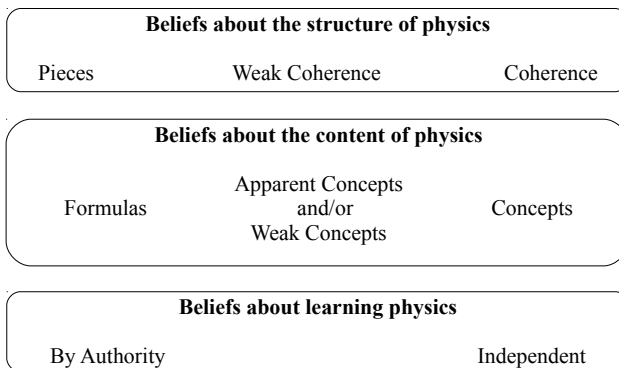 Beliefs about the structure of physics
Pieces Weak Coherence Coherence
Beliefs about the content of physics
Apparent Concepts
Formulas and/or Concepts
Weak Concepts
Beliefs about learning physics
By Authority Independent